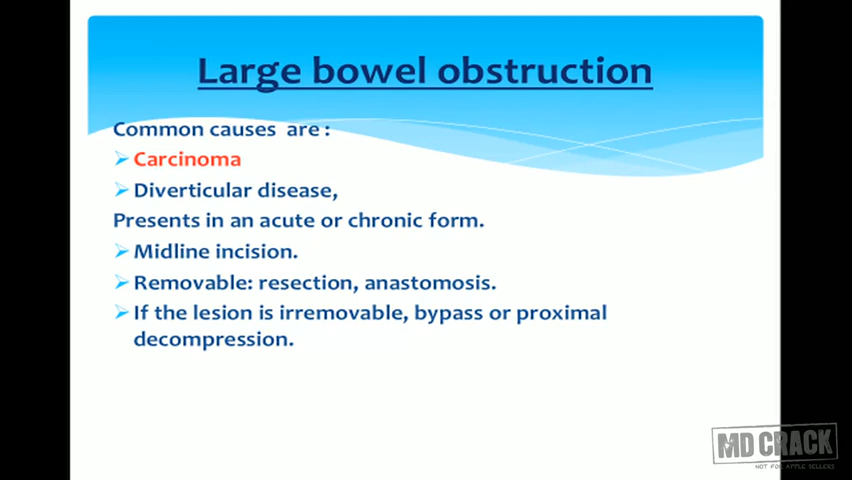 Large bowel obstruction
Common causes are :
Carcinoma
Diverticular disease,
Presents in an acute or chronic form.
Midline incision.
Removable: resection, anastomosis.
If the lesion is irremovable, bypass or proximal
decompression.
MD CRACK
NOT FOR APPLE SELLERS